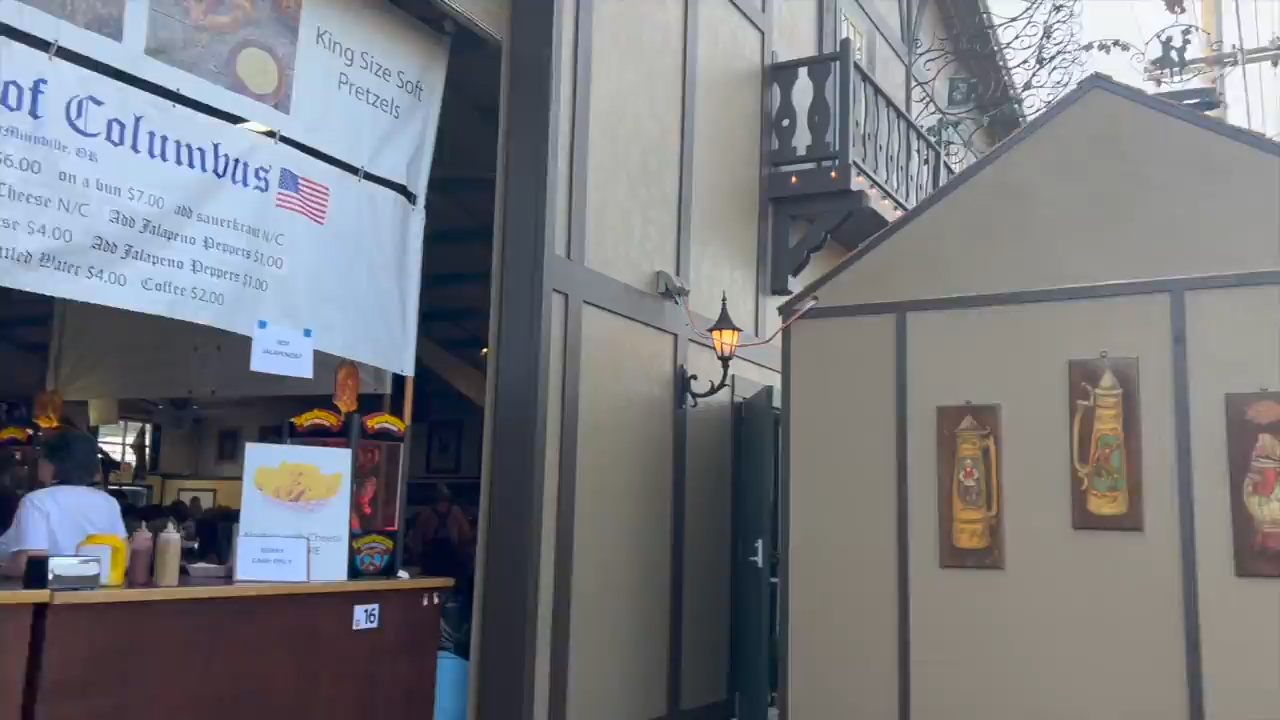 King Size Soft
Pretzels
of Columbus
$6.00 on a bun $7.00 add sauerkraut N/C
Cheese N/C Add Jalapeno Peppers $1.00
$4.00 Add Jalapeno Peppers $1.00
Water $4.00 Coffee $2.00
Cheese
16